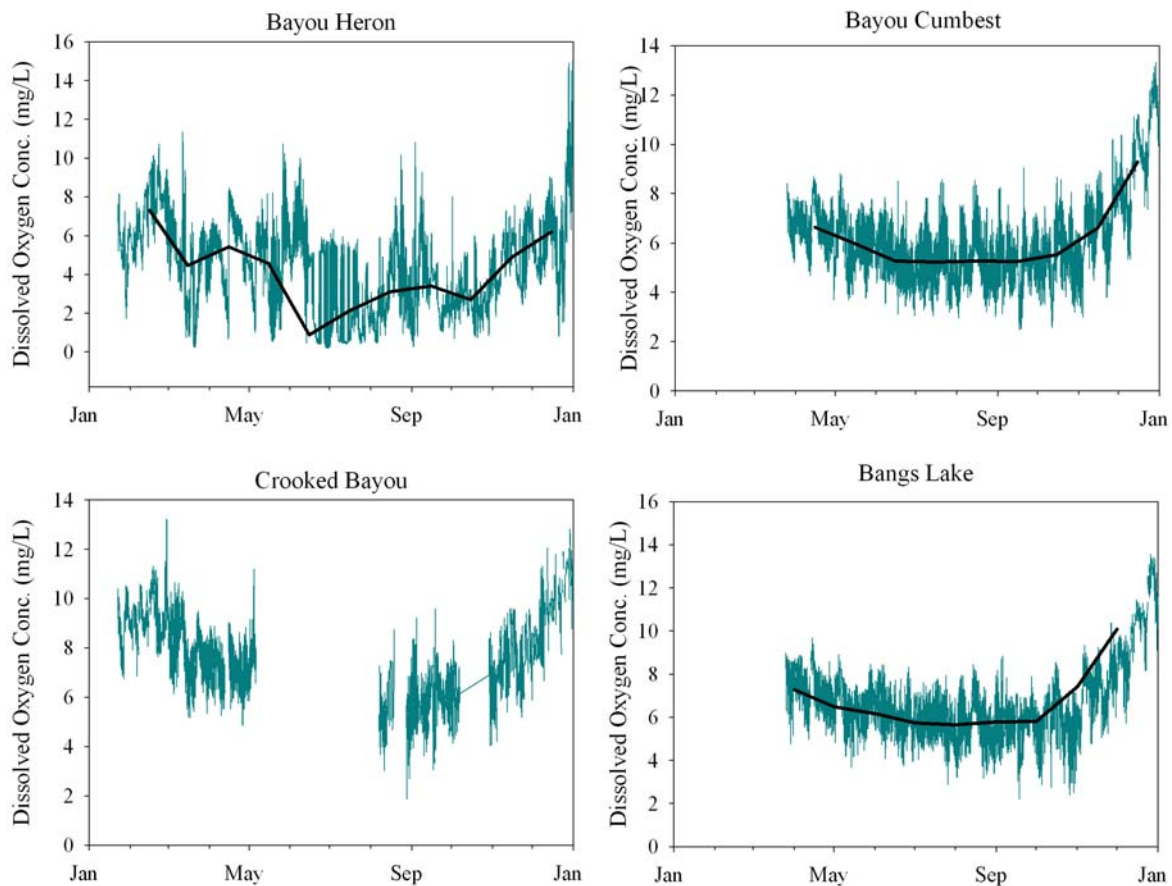 Bayou Heron
Dissolved Oxygen Conc. (mg/L)
16
14
12
10
8
6
4
2
0
Jan May Sep Jan
Bayou Cumbest
Dissolved Oxygen Conc. (mg/L)
14
12
10
8
6
4
2
0
Jan May Sep Jan
Crooked Bayou
Dissolved Oxygen Conc. (mg/L)
14
12
10
8
6
4
2
0
Jan May Sep Jan
Bangs Lake
Dissolved Oxygen Conc. (mg/L)
16
14
12
10
8
6
4
2
0
Jan May Sep Jan